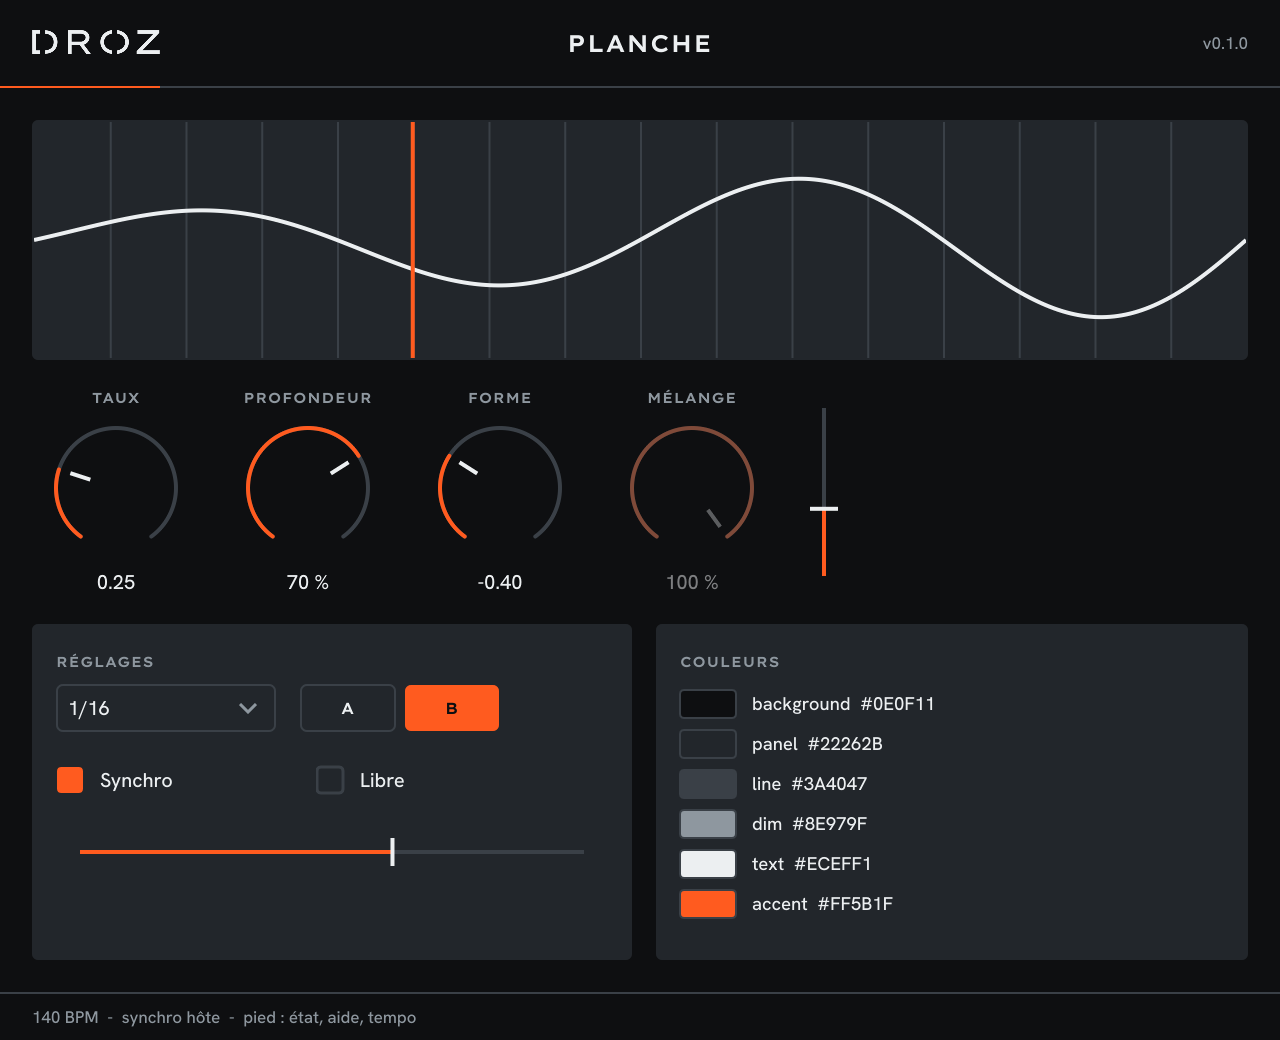 DROZ
PLANCHE
v0.1.0
TAUX
PROFONDEUR
FORME
MÉLANGE
0.25
70 %
-0.40
100 %
RÉGLAGES
1/16
A
B
Synchro
Libre
COULEURS
background #0E0F11
panel #22262B
line #3A4047
dim #8E979F
text #ECEFF1
accent #FF5B1F
140 BPM - synchro hôte - pied : état, aide, tempo